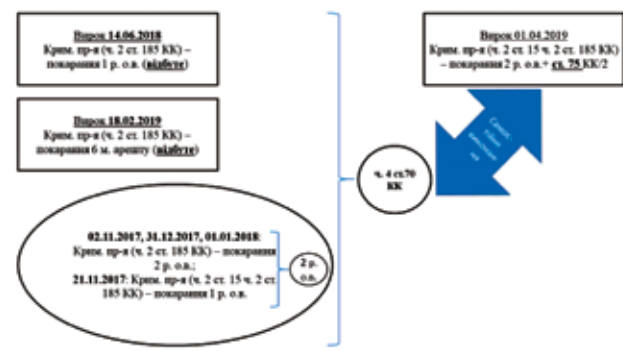 Вирок 14.06.2018
Крим. пр-я (ч. 2 ст. 185 КК) –
покарання 1 р. о.в. (відбуте)
Вирок 18.02.2019
Крим. пр-я (ч. 2 ст. 185 КК) –
покарання 6 м. арешту (відбуте)
02.11.2017, 31.12.2017, 01.01.2018:
Крим. пр-я (ч. 2 ст. 185 КК) – покарання
2 р. о.в.;
21.11.2017: Крим. пр-я (ч. 2 ст. 15 ч. 2 ст.
185 КК) – покарання 1 р. о.в.
2 р.
о.в.
ч. 4 ст.70
КК
Вирок 01.04.2019
Крим. пр-я (ч. 2 ст. 15 ч. 2 ст. 185 КК)
– покарання 2 р. о.в.+ ст. 75 КК/2